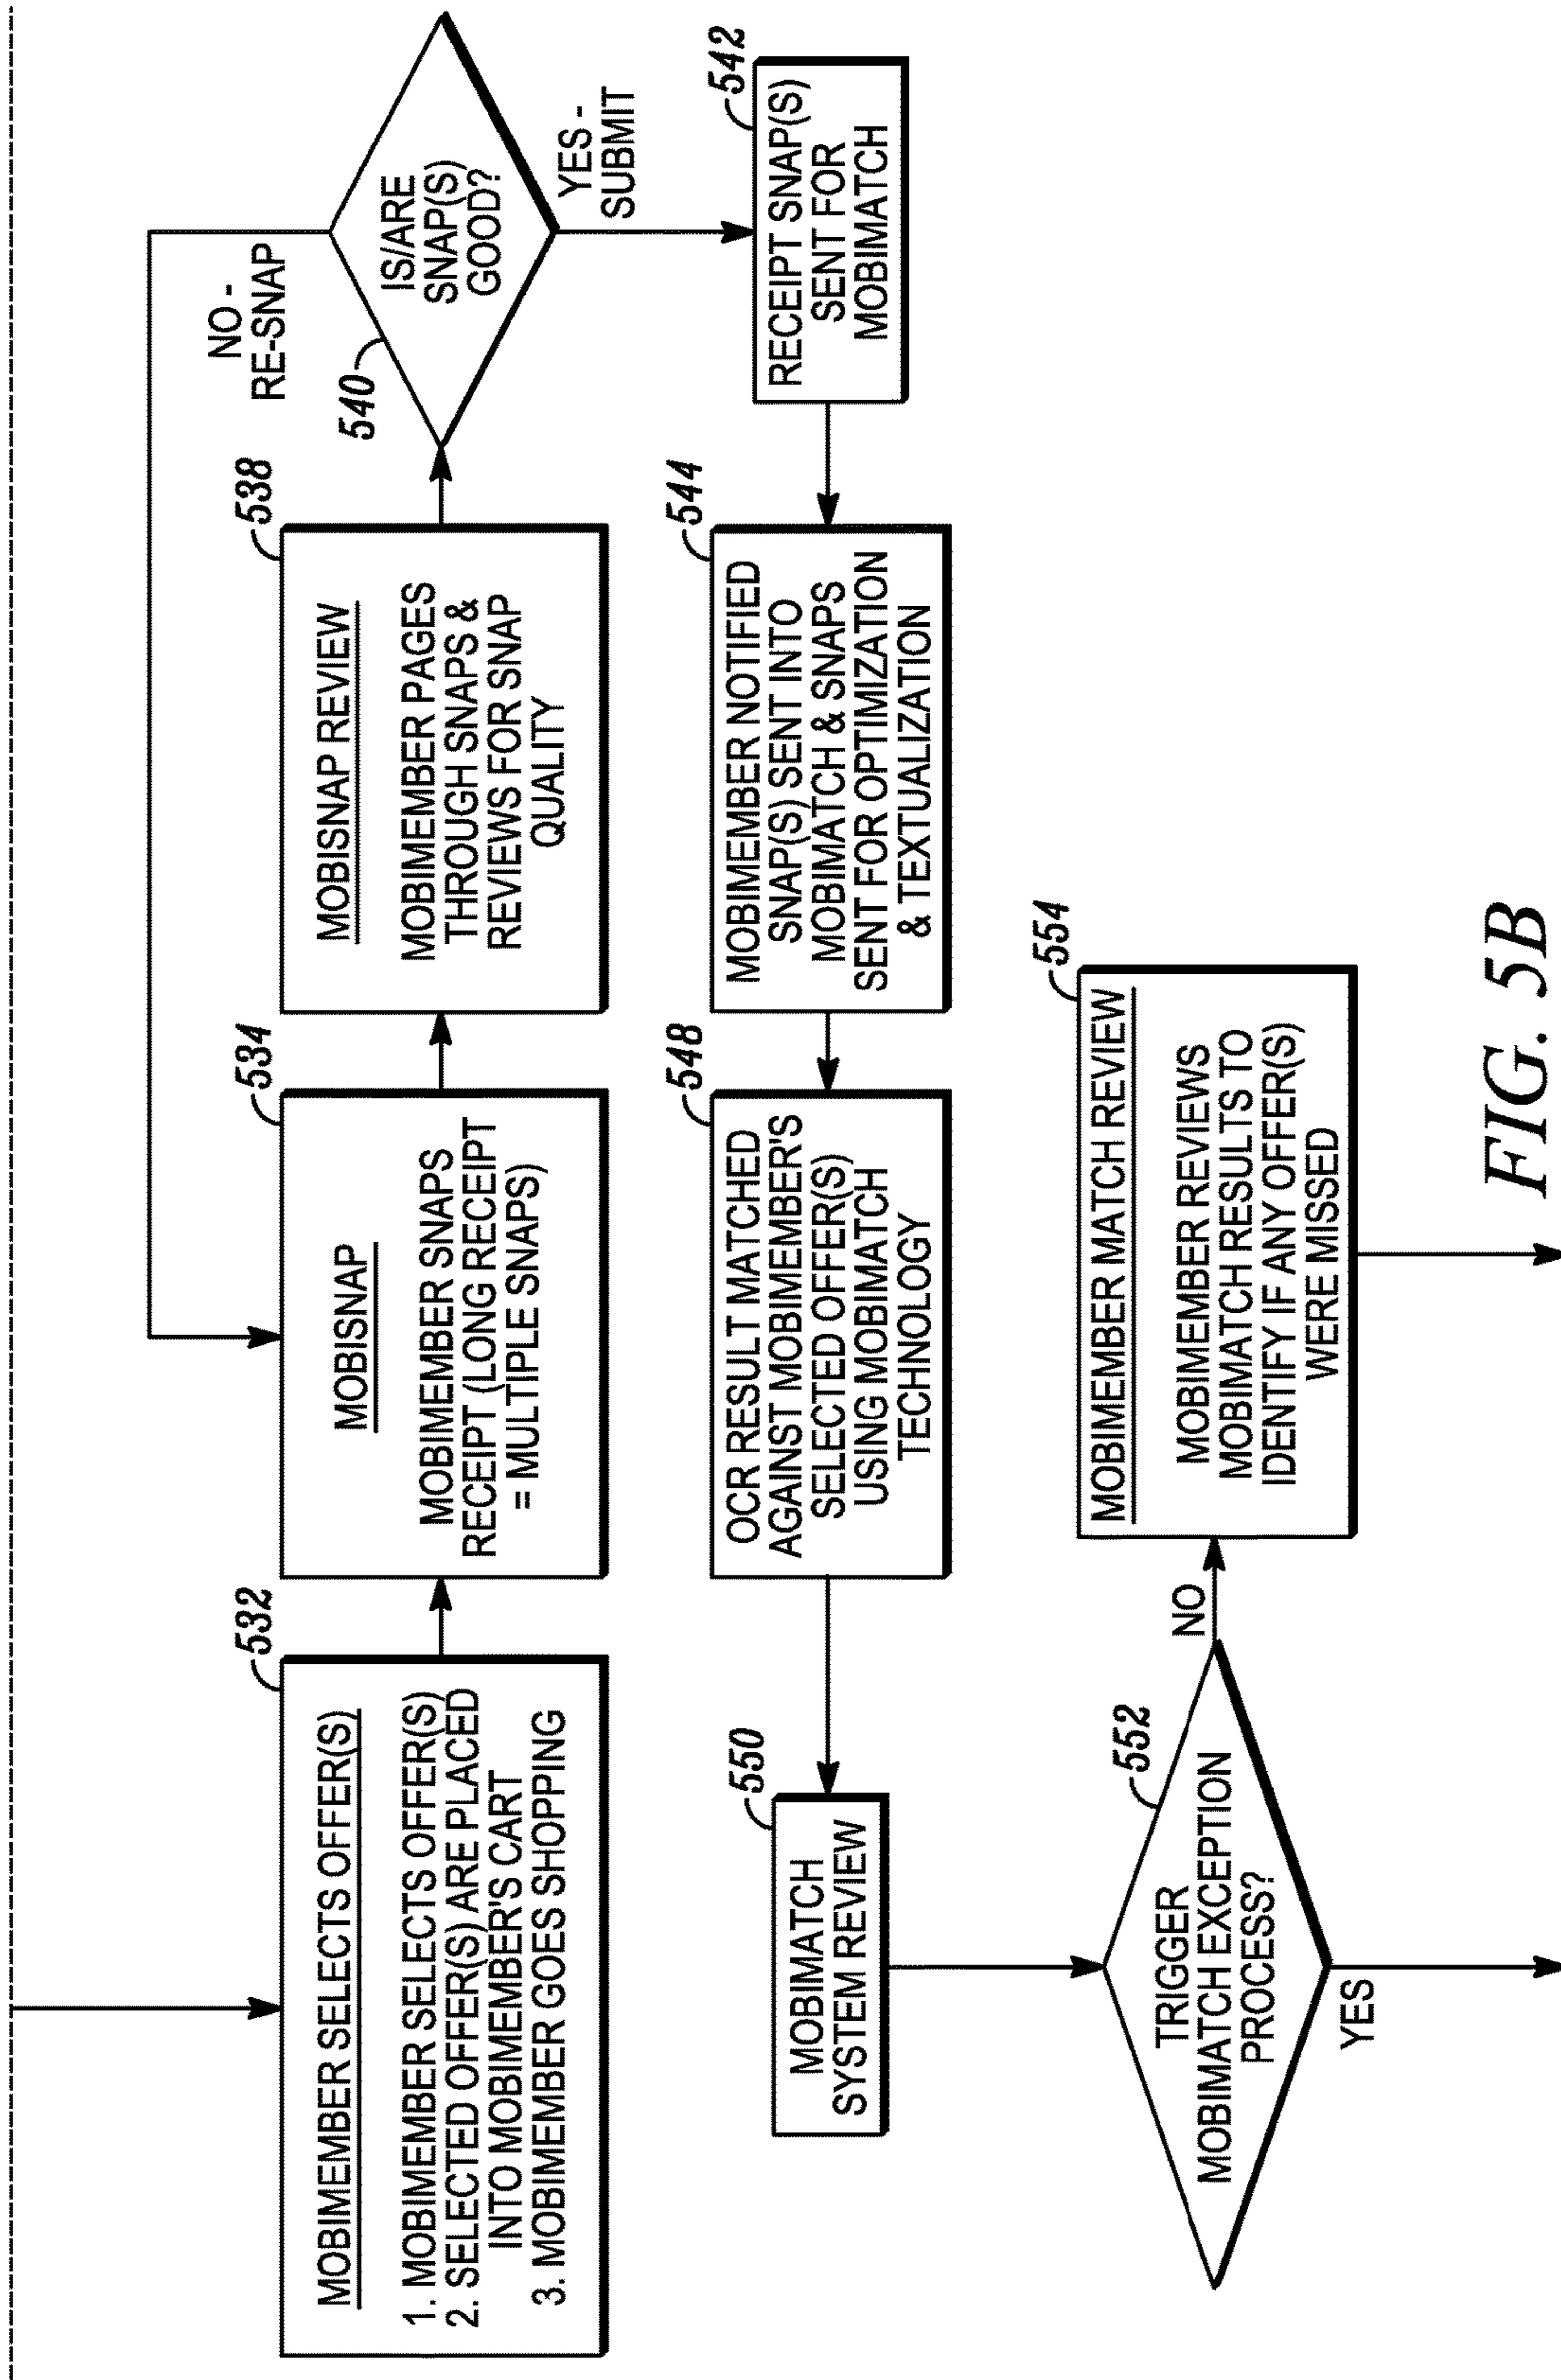 532
MOBIMEMBER SELECTS OFFER(S)
1. MOBIMEMBER SELECTS OFFER(S)
2. SELECTED OFFER(S) ARE PLACED
INTO MOBIMEMBER'S CART
3. MOBIMEMBER GOES SHOPPING
534
MOBISNAP
MOBIMEMBER SNAPS
RECEIPT (LONG RECEIPT
= MULTIPLE SNAPS)
538
MOBISNAP REVIEW
MOBIMEMBER PAGES
THROUGH SNAPS &
REVIEWS FOR SNAP
QUALITY
NO -
RE-SNAP
540
IS/ARE
SNAP(S)
GOOD?
YES -
SUBMIT
542
RECEIPT SNAP(S)
SENT FOR
MOBIMATCH
544
MOBIMEMBER NOTIFIED
SNAP(S) SENT INTO
MOBIMATCH & SNAPS
SENT FOR OPTIMIZATION
& TEXTUALIZATION
548
OCR RESULT MATCHED
AGAINST MOBIMEMBER'S
SELECTED OFFER(S)
USING MOBIMATCH
TECHNOLOGY
550
MOBIMATCH
SYSTEM REVIEW
552
TRIGGER
MOBIMATCH EXCEPTION
PROCESS?
NO
YES
554
MOBIMEMBER MATCH REVIEW
MOBIMEMBER REVIEWS
MOBIMATCH RESULTS TO
IDENTIFY IF ANY OFFER(S)
WERE MISSED
FIG. 5B